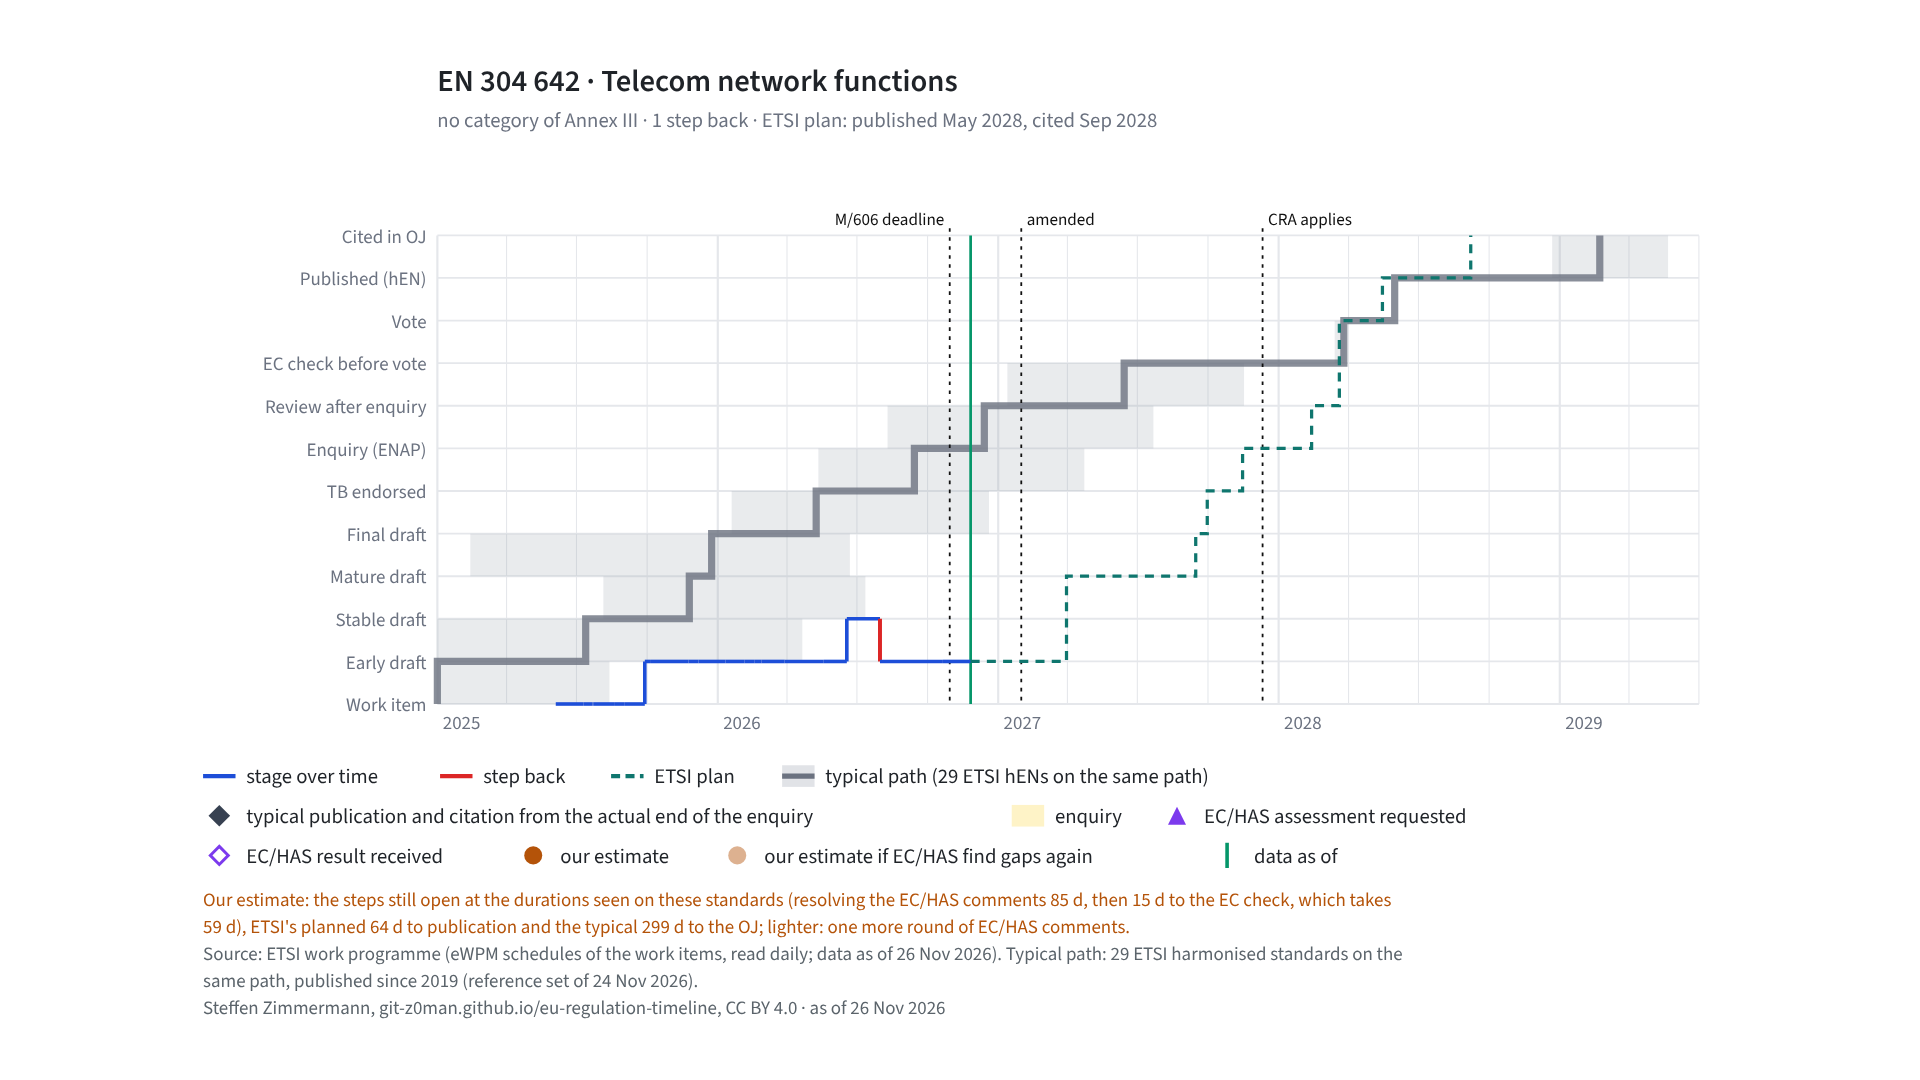 EN 304 642 · Telecom network functions
no category of Annex III · 1 step back · ETSI plan: published May 2028, cited Sep 2028
M/606 deadline
amended
CRA applies
Cited in OJ
Published (hEN)
Vote
EC check before vote
Review after enquiry
Enquiry (ENAP)
TB endorsed
Final draft
Mature draft
Stable draft
Early draft
Work item
2025
2026
2027
2028
2029
stage over time
step back
ETSI plan
typical path (29 ETSI hENs on the same path)
typical publication and citation from the actual end of the enquiry
enquiry
EC/HAS assessment requested
EC/HAS result received
our estimate
our estimate if EC/HAS find gaps again
data as of
Our estimate: the steps still open at the durations seen on these standards (resolving the EC/HAS comments 85 d, then 15 d to the EC check, which takes
59 d), ETSI's planned 64 d to publication and the typical 299 d to the OJ; lighter: one more round of EC/HAS comments.
Source: ETSI work programme (eWPM schedules of the work items, read daily; data as of 26 Nov 2026). Typical path: 29 ETSI harmonised standards on the
same path, published since 2019 (reference set of 24 Nov 2026).
Steffen Zimmermann, git-z0man.github.io/eu-regulation-timeline, CC BY 4.0 · as of 26 Nov 2026